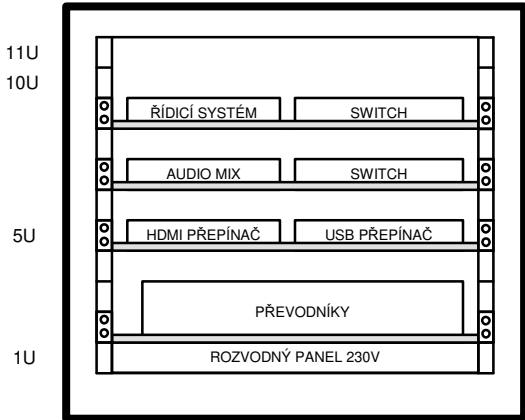 11U
10U
ŘÍDICÍ SYSTÉM SWITCH
AUDIO MIX SWITCH
5U HDMI PŘEPÍNAČ USB PŘEPÍNAČ
PŘEVODNÍKY
1U ROZVODNÝ PANEL 230V